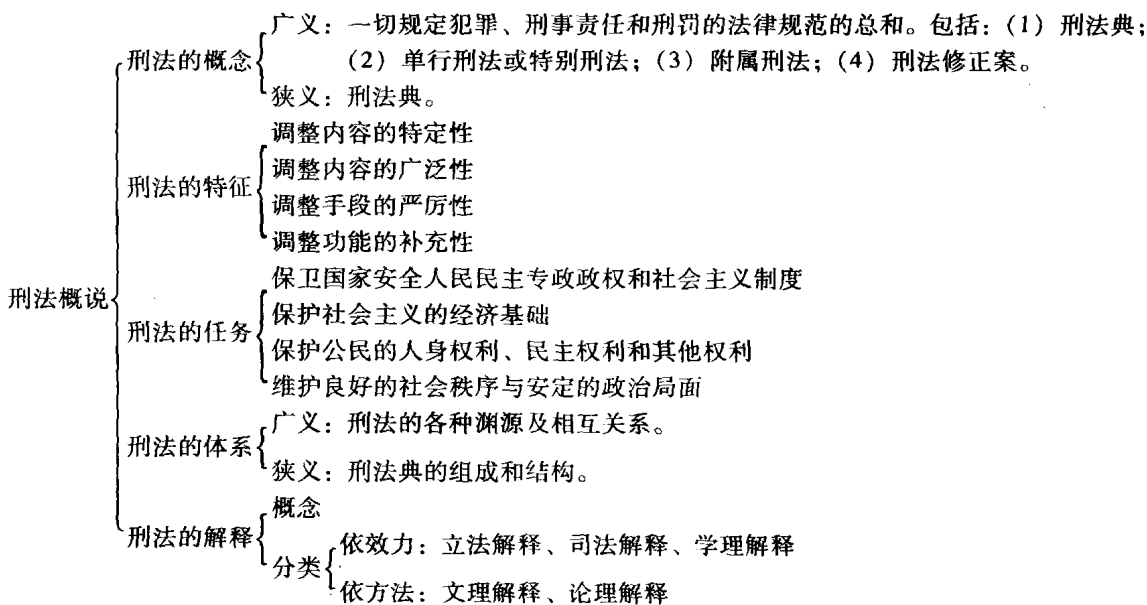 广义：一切规定犯罪、刑事责任和刑罚的法律规范的总和。包括：（1）刑法典；
刑法的概念
（2）单行刑法或特别刑法；（3）附属刑法；（4）刑法修正案。
狭义：刑法典。
调整内容的特定性
调整内容的广泛性
刑法的特征
调整手段的严厉性
调整功能的补充性
保卫国家安全人民民主专政政权和社会主义制度
刑法概说
保护社会主义的经济基础
刑法的任务
保护公民的人身权利、民主权利和其他权利
维护良好的社会秩序与安定的政治局面
广义：刑法的各种渊源及相互关系。
刑法的体系
狭义：刑法典的组成和结构。
概念
刑法的解释
依效力：立法解释、司法解释、学理解释
分类
依方法：文理解释、论理解释